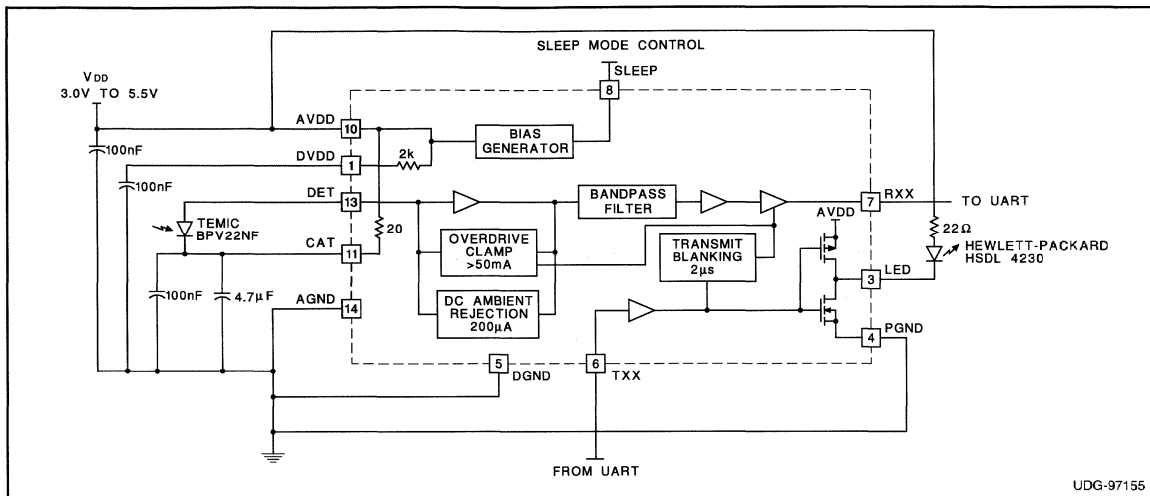 SLEEP MODE CONTROL
VDD
3.0V TO 5.5V
SLEEP
8
AVDD
10
BIAS
GENERATOR
100nF
DVDD
1
2k
100nF
DET
13
BANDPASS
FILTER
RXX
7
TO UART
AVDD
TEMIC
BPV22NF
20
22Ω
CAT
11
OVERDRIVE
CLAMP
>50mA
TRANSMIT
BLANKING
2µs
HEWLETT-PACKARD
HSDL 4230
LED
3
100nF
4.7µF
AGND
14
DC AMBIENT
REJECTION
200µA
PGND
4
5
DGND
6
TXX
FROM UART
UDG-97155